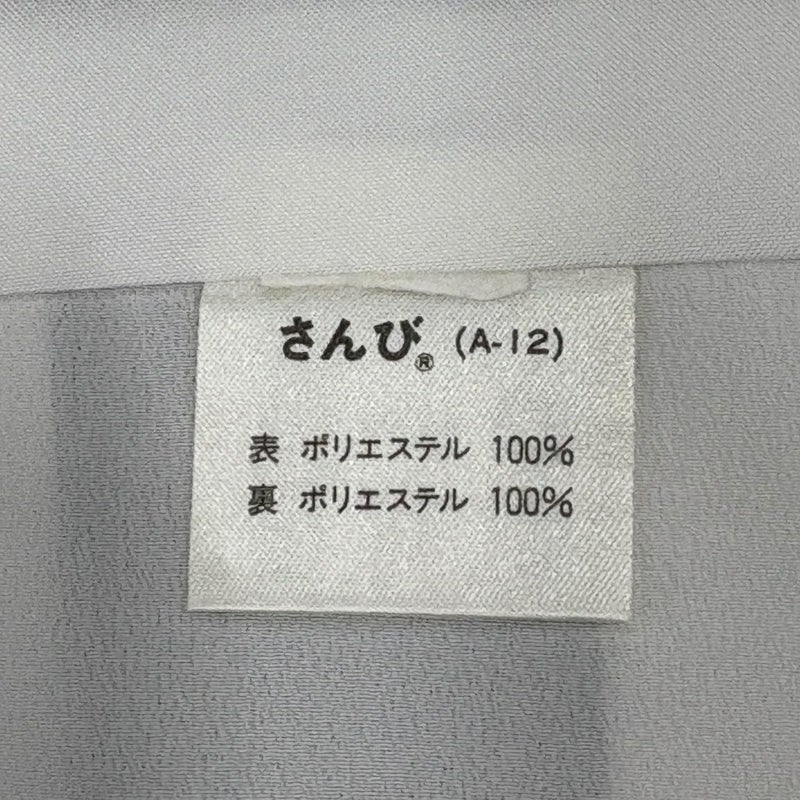 さんび® (A-12)
表 ポリエステル 100%
裏 ポリエステル 100%